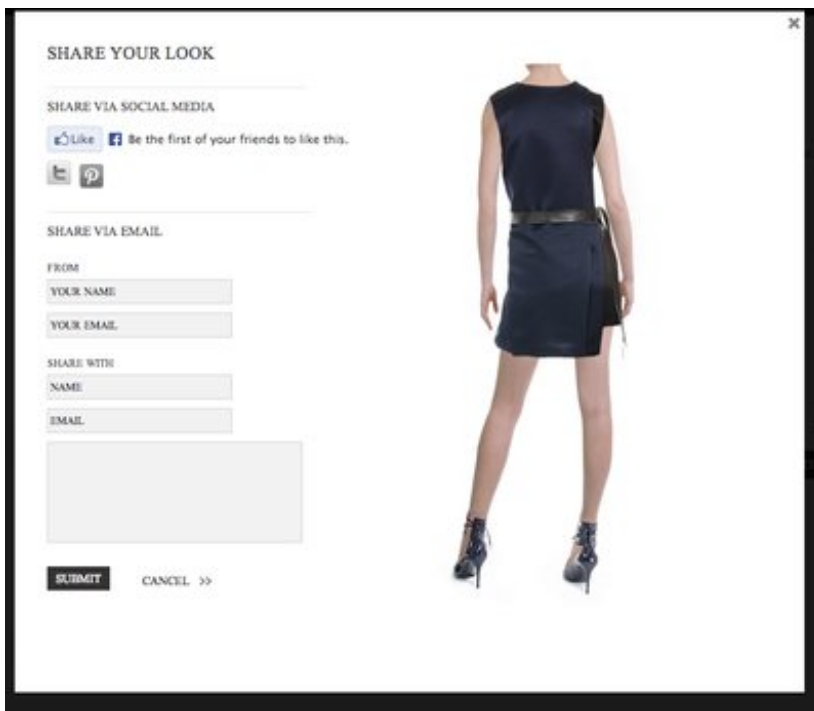 SHARE YOUR LOOK
SHARE VIA SOCIAL MEDIA
Like Be the first of your friends to like this.
SHARE VIA EMAIL
FROM
YOUR NAME
YOUR EMAIL
SHARE WITH
NAME
EMAIL
SUBMIT CANCEL >>